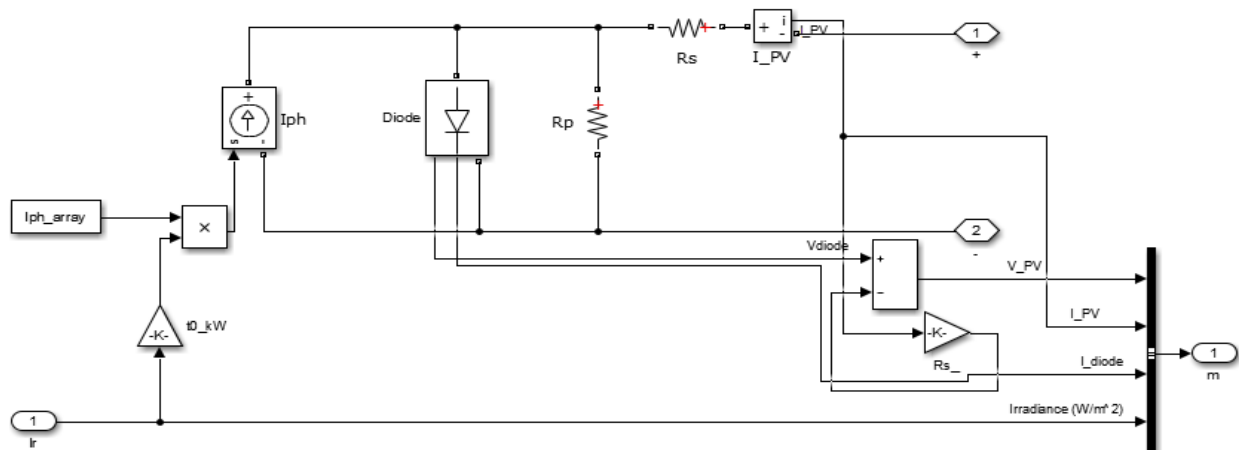 Rs
+
i
-
I_PV
I_PV
1
+
+
s
-
Iph
Diode
Rp
Iph_array
×
2
-
Vdiode
+
−
V_PV
-K-
t0_kW
I_PV
-K-
Rs_
I_diode
1
m
1
Ir
Irradiance (W/m^2)